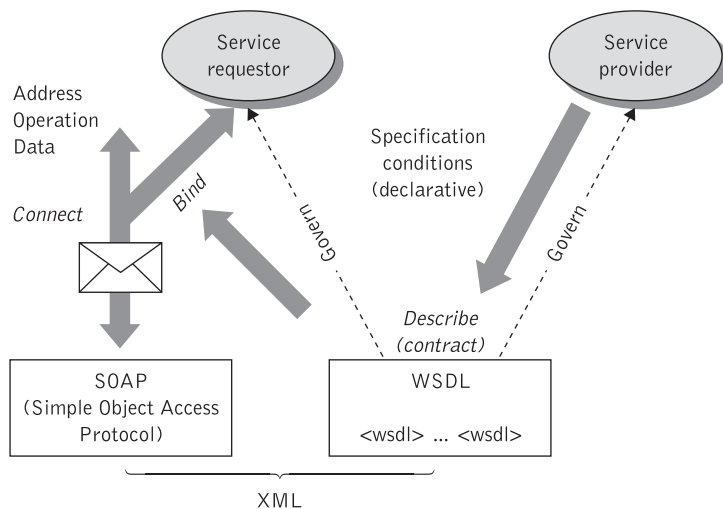 Service
requestor
Service
provider
Address
Operation
Data
Specification
conditions
(declarative)
Connect
Bind
Govern
Govern
Describe
(contract)
SOAP
(Simple Object Access
Protocol)
WSDL
<wsdl> ... <wsdl>
XML